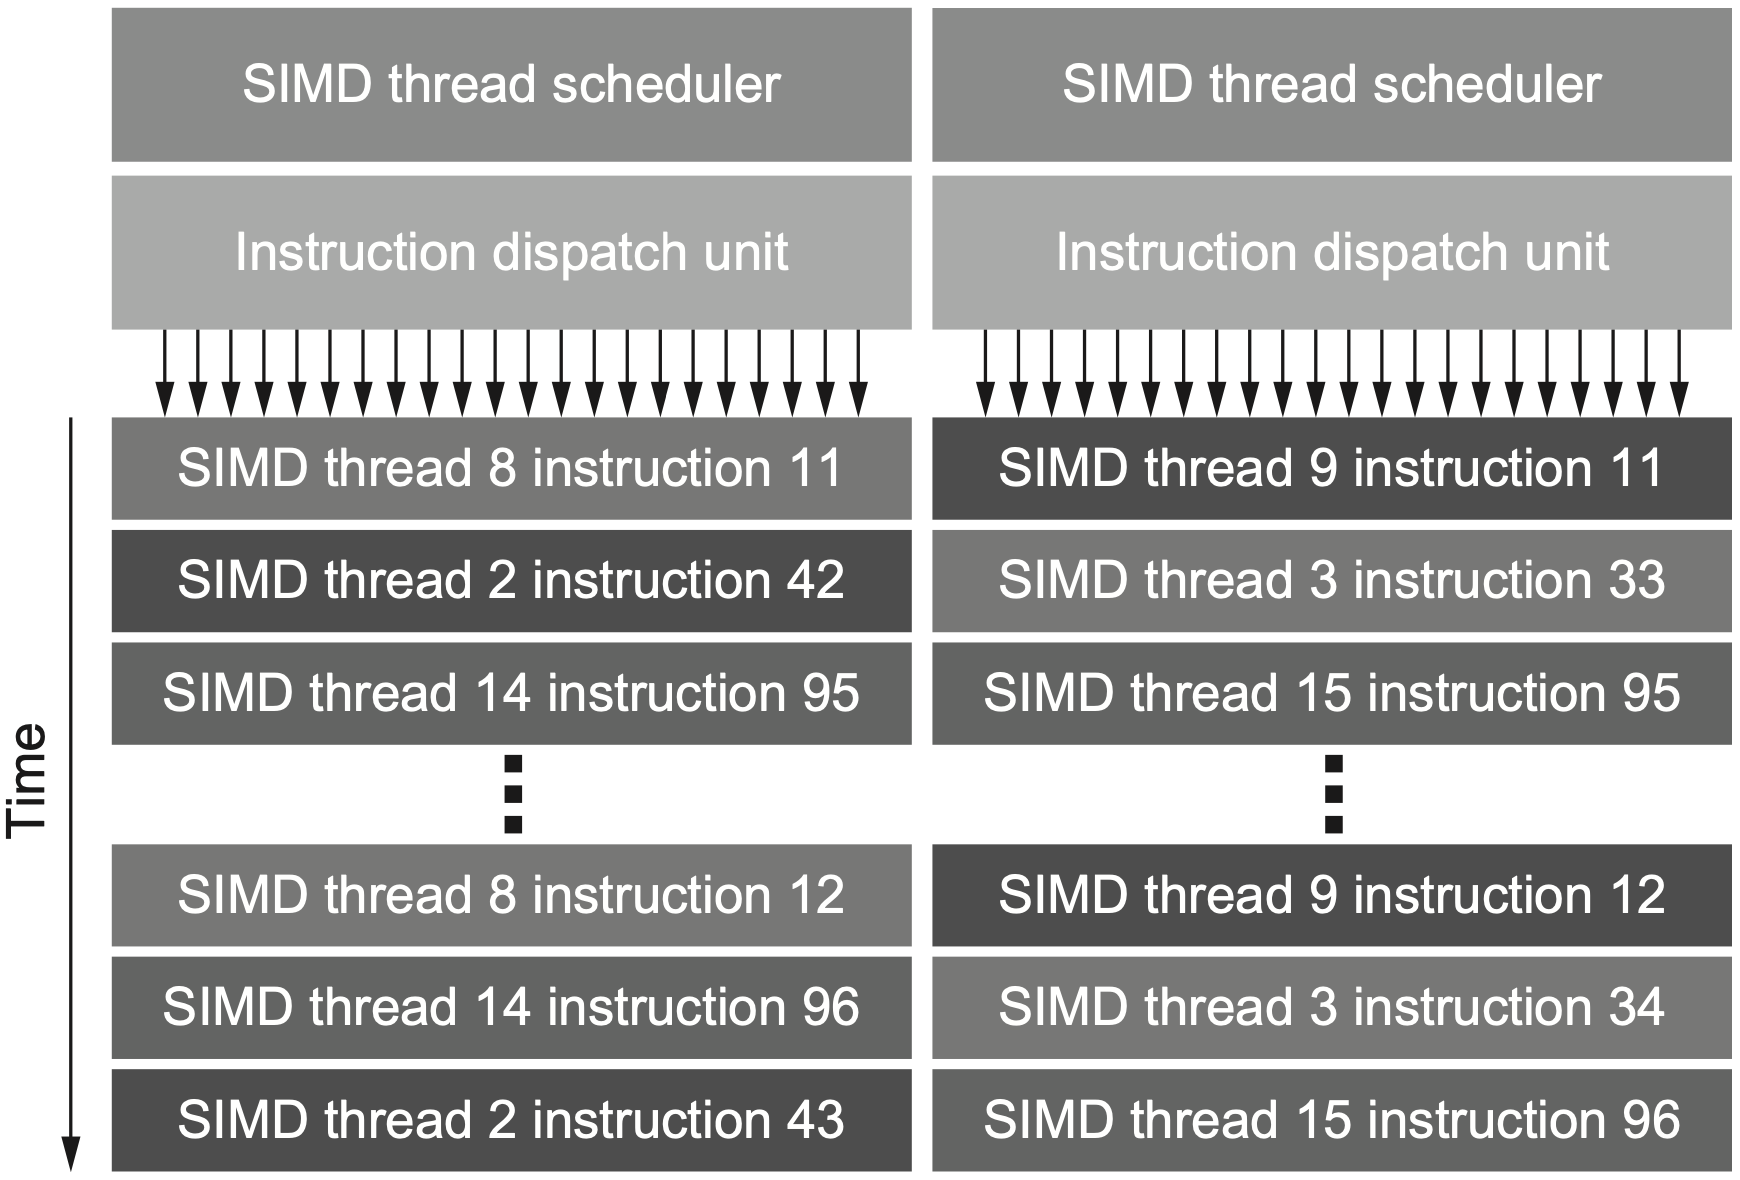 SIMD thread scheduler
SIMD thread scheduler
Instruction dispatch unit
Instruction dispatch unit
Time
SIMD thread 8 instruction 11
SIMD thread 9 instruction 11
SIMD thread 2 instruction 42
SIMD thread 3 instruction 33
SIMD thread 14 instruction 95
SIMD thread 15 instruction 95
SIMD thread 8 instruction 12
SIMD thread 9 instruction 12
SIMD thread 14 instruction 96
SIMD thread 3 instruction 34
SIMD thread 2 instruction 43
SIMD thread 15 instruction 96